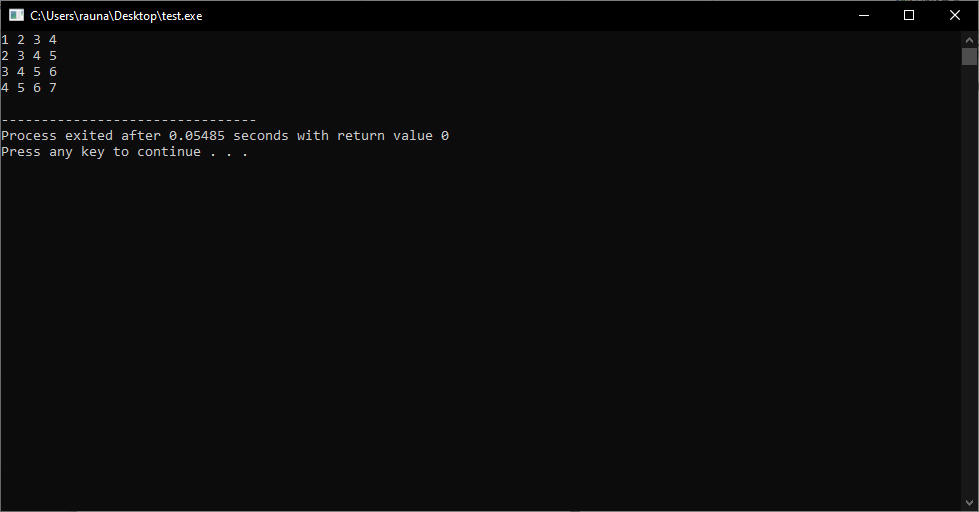 C:\Users\rauna\Desktop\test.exe
1 2 3 4
2 3 4 5
3 4 5 6
4 5 6 7
--------------------------------
Process exited after 0.05485 seconds with return value 0
Press any key to continue . . .